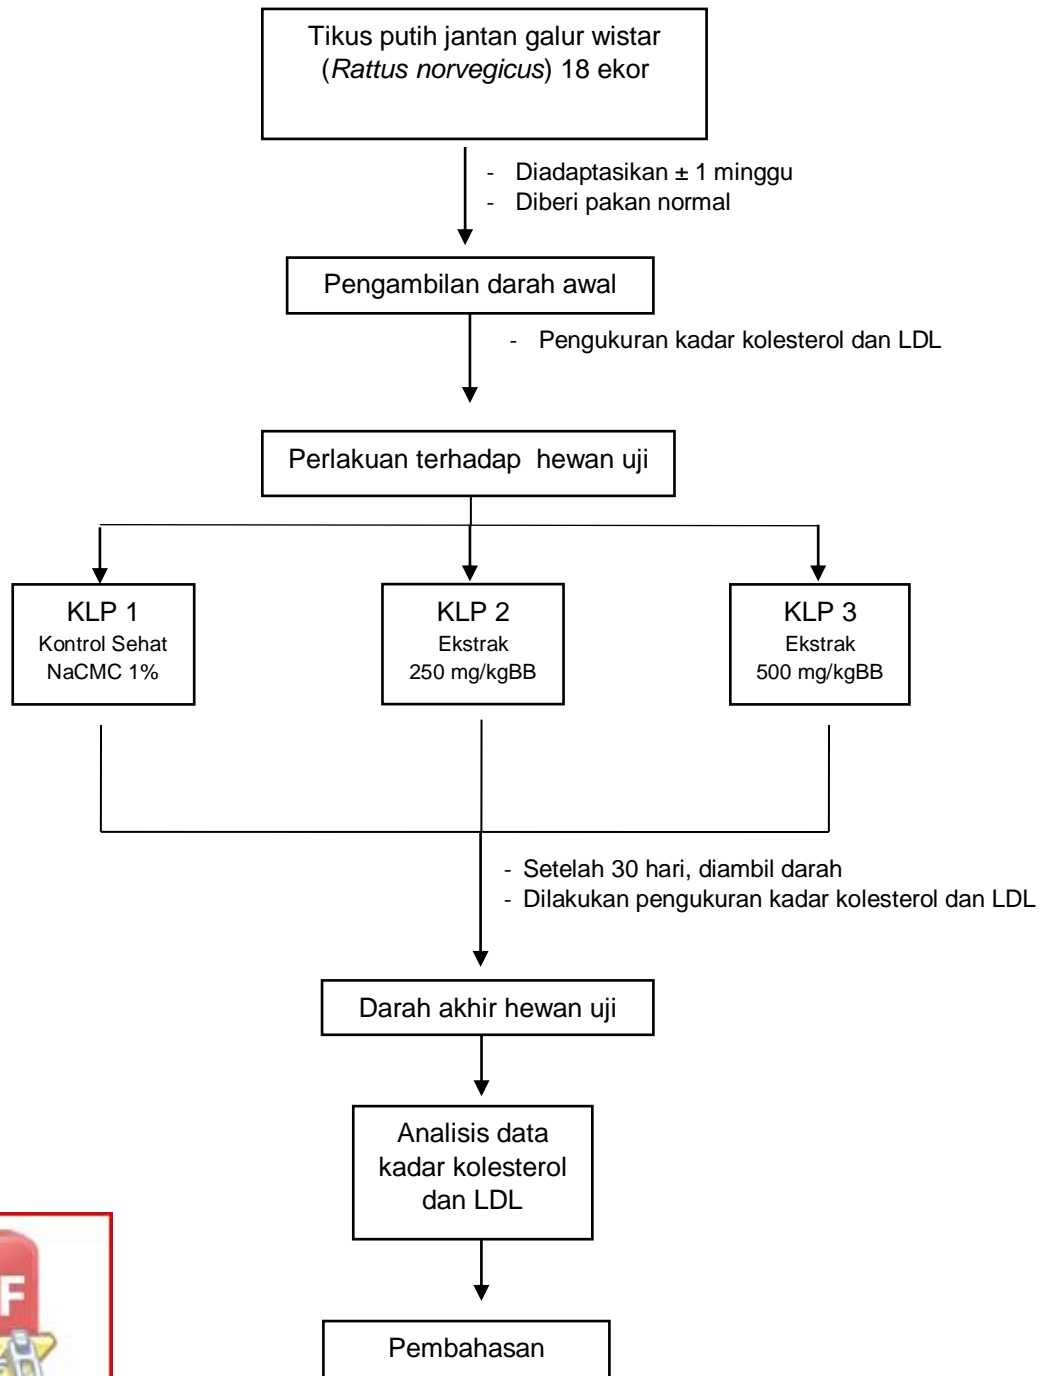 Tikus putih jantan galur wistar
(Rattus norvegicus) 18 ekor
- Diadaptasikan ± 1 minggu
- Diberi pakan normal
Pengambilan darah awal
- Pengukuran kadar kolesterol dan LDL
Perlakuan terhadap hewan uji
KLP 1
Kontrol Sehat
NaCMC 1%
KLP 2
Ekstrak
250 mg/kgBB
KLP 3
Ekstrak
500 mg/kgBB
- Setelah 30 hari, diambil darah
- Dilakukan pengukuran kadar kolesterol dan LDL
Darah akhir hewan uji
Analisis data
kadar kolesterol
dan LDL
Pembahasan
F